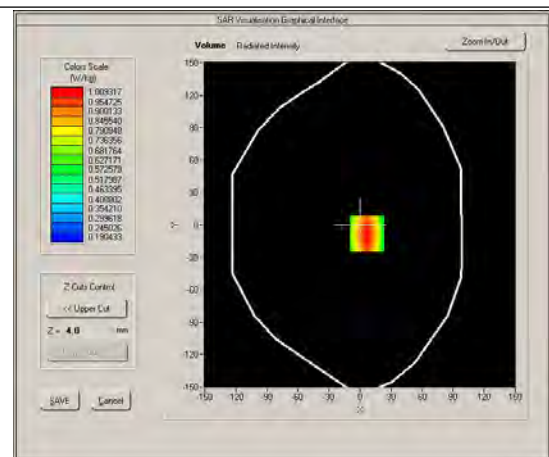 SAR Visualisation Graphical Interface
Volume Radiated Intensity
Zoom In/Out
Colors Scale
(W/kg)
1.009317
0.954725
0.900133
0.845540
0.790948
0.736356
0.681764
0.627171
0.572579
0.517987
0.463395
0.408802
0.354210
0.299618
0.245026
0.190433
Z Cuts Control
<< Upper Cut
Z = 4.0 mm
SAVE
Cancel
150
120
90
60
30
0
-30
-60
-90
-120
-150
Y
-150 -120 -90 -60 -30 0 30 60 90 120 150
X